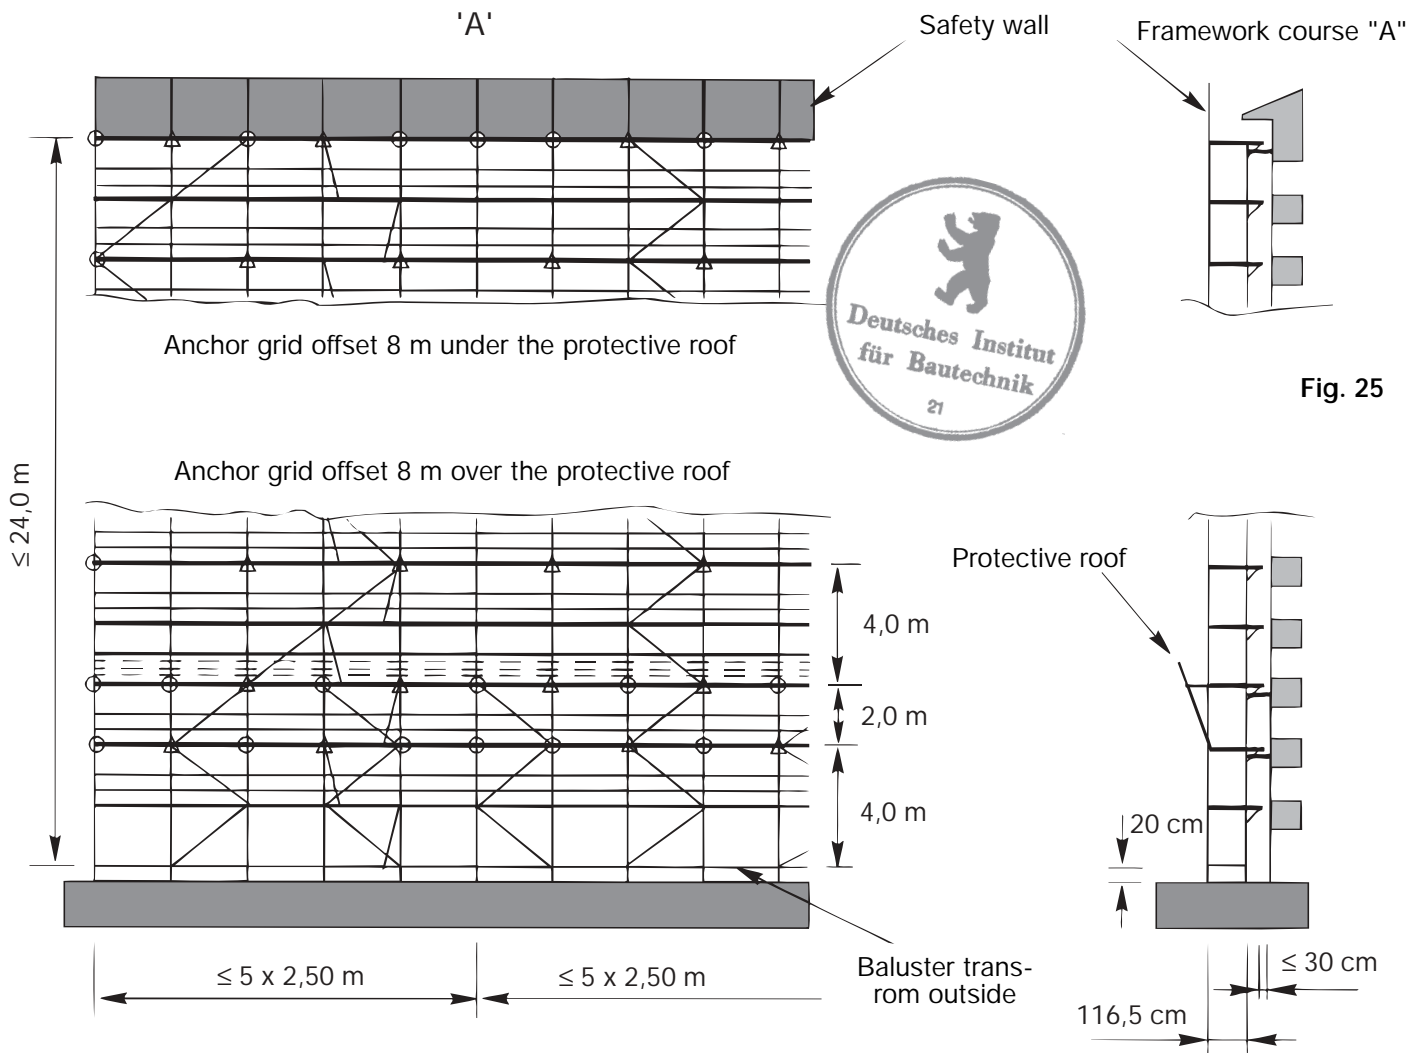 'A'
Safety wall
Framework course "A"
Anchor grid offset 8 m under the protective roof
Deutsches Institut
für Bautechnik
21
Fig. 25
Anchor grid offset 8 m over the protective roof
≤ 24,0 m
Protective roof
4,0 m
2,0 m
4,0 m
20 cm
≤ 5 x 2,50 m
≤ 5 x 2,50 m
Baluster trans-
rom outside
≤ 30 cm
116,5 cm